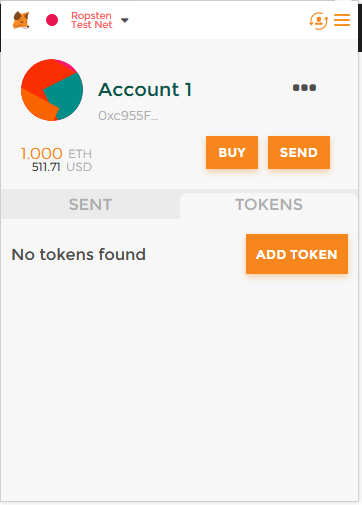 Ropsten
Test Net
Account 1
0xc955F...
1.000 ETH
511.71 USD
BUY
SEND
SENT
TOKENS
No tokens found
ADD TOKEN